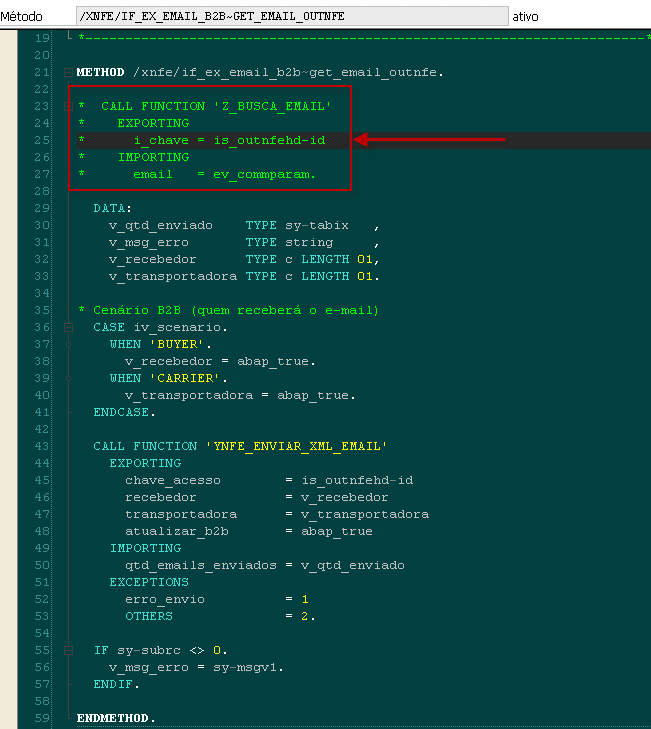 Método /XNFE/IF_EX_EMAIL_B2B~GET_EMAIL_OUTNFE ativo
19 *----------------------------------------------------------------------*
20
21 METHOD /xnfe/if_ex_email_b2b~get_email_outnfe.
22
23 *  CALL FUNCTION 'Z_BUSCA_EMAIL'
24 *    EXPORTING
25 *      i_chave = is_outnfehd-id
26 *    IMPORTING
27 *      email   = ev_commparam.
28
29   DATA:
30     v_qtd_enviado    TYPE sy-tabix   ,
31     v_msg_erro       TYPE string     ,
32     v_recebedor      TYPE c LENGTH 01,
33     v_transportadora TYPE c LENGTH 01.
34
35 * Cenário B2B (quem receberá o e-mail)
36   CASE iv_scenario.
37     WHEN 'BUYER'.
38       v_recebedor = abap_true.
39     WHEN 'CARRIER'.
40       v_transportadora = abap_true.
41   ENDCASE.
42
43   CALL FUNCTION 'YNFE_ENVIAR_XML_EMAIL'
44     EXPORTING
45       chave_acesso        = is_outnfehd-id
46       recebedor           = v_recebedor
47       transportadora      = v_transportadora
48       atualizar_b2b       = abap_true
49     IMPORTING
50       qtd_emails_enviados = v_qtd_enviado
51     EXCEPTIONS
52       erro_envio          = 1
53       OTHERS              = 2.
54
55   IF sy-subrc <> 0.
56     v_msg_erro = sy-msgv1.
57   ENDIF.
58
59 ENDMETHOD.